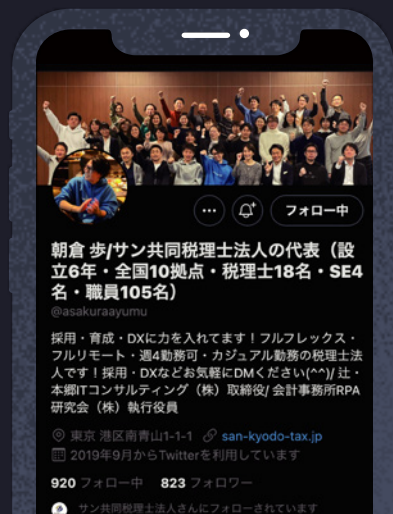 フォロー中
朝倉 歩/サン共同税理士法人の代表（設
立6年・全国10拠点・税理士18名・SE4
名・職員105名）
@asakuraayumu
採用・育成・DXに力を入れてます！フルフレックス・
フルリモート・週4勤務可・カジュアル勤務の税理士法
人です！採用・DXなどお気軽にDMください(^^)/ 辻・
本郷ITコンサルティング（株）取締役/ 会計事務所RPA
研究会（株）執行役員
東京 港区南青山1-1-1 san-kyodo-tax.jp
2019年9月からTwitterを利用しています
920 フォロー中 823 フォロワー
サン共同税理士法人さんにフォローされています